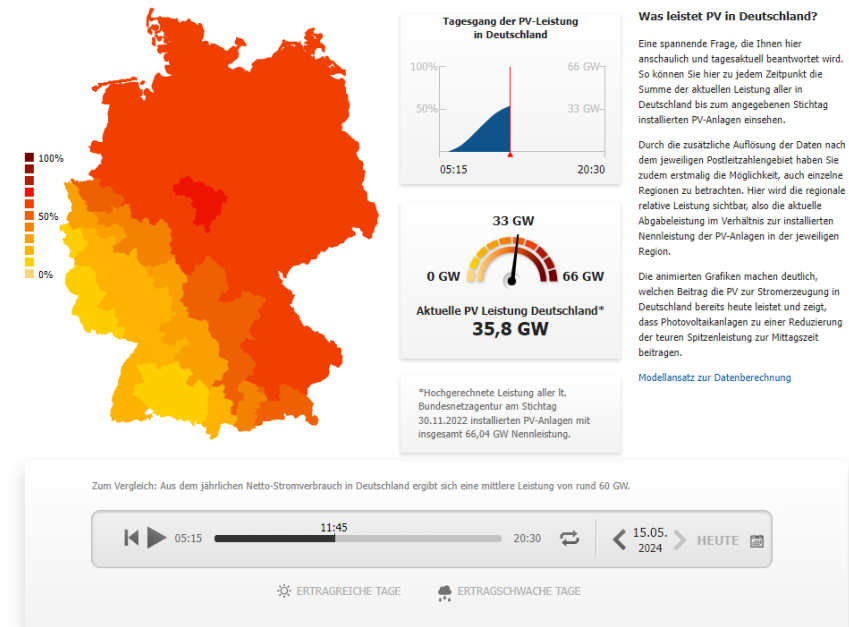 100%
50%
0%
Tagesgang der PV-Leistung
in Deutschland
100%
66 GW
50%
33 GW
05:15
20:30
33 GW
0 GW
66 GW
Aktuelle PV Leistung Deutschland*
35,8 GW
*Hochgerechnete Leistung aller lt.
Bundesnetzagentur am Stichtag
30.11.2022 installierten PV-Anlagen mit
insgesamt 66,04 GW Nennleistung.
Was leistet PV in Deutschland?
Eine spannende Frage, die Ihnen hier
anschaulich und tagesaktuell beantwortet wird.
So können Sie hier zu jedem Zeitpunkt die
Summe der aktuellen Leistung aller in
Deutschland bis zum angegebenen Stichtag
installierten PV-Anlagen einsehen.
Durch die zusätzliche Auflösung der Daten nach
dem jeweiligen Postleitzahlengebiet haben Sie
zudem erstmalig die Möglichkeit, auch einzelne
Regionen zu betrachten. Hier wird die regionale
relative Leistung sichtbar, also die aktuelle
Abgabeleistung im Verhältnis zur installierten
Nennleistung der PV-Anlagen in der jeweiligen
Region.
Die animierten Grafiken machen deutlich,
welchen Beitrag die PV zur Stromerzeugung in
Deutschland bereits heute leistet und zeigt,
dass Photovoltaikanlagen zu einer Reduzierung
der teuren Spitzenleistung zur Mittagszeit
beitragen.
Modellansatz zur Datenberechnung
Zum Vergleich: Aus dem jährlichen Netto-Stromverbrauch in Deutschland ergibt sich eine mittlere Leistung von rund 60 GW.
05:15
11:45
20:30
15.05.
2024
HEUTE
ERTRAGREICHE TAGE
ERTRAGSCHWACHE TAGE